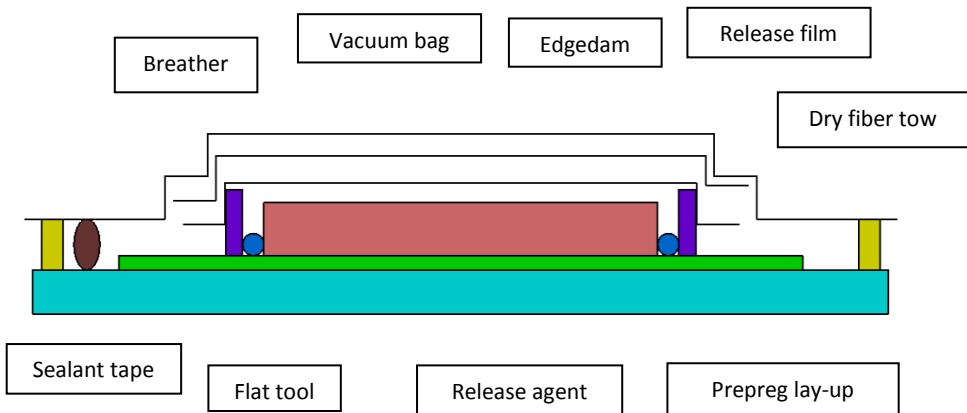 Breather
Vacuum bag
Edgedam
Release film
Dry fiber tow
Sealant tape
Flat tool
Release agent
Prepreg lay-up